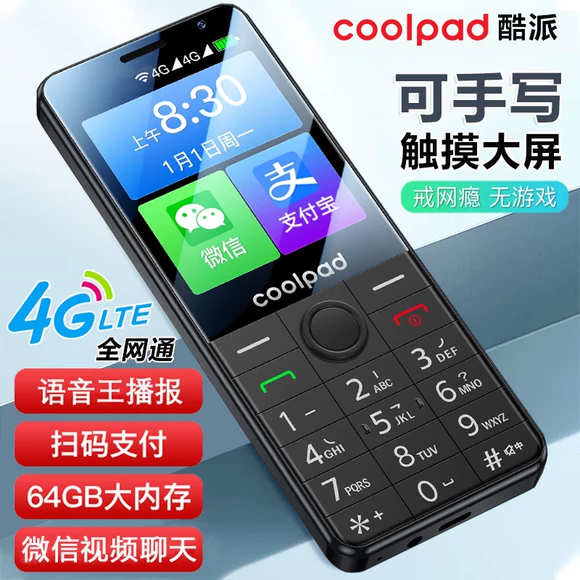 coolpad 酷派
可手写
触摸大屏
戒网瘾 无游戏
4G 4G
8:30
上午
1月1日周一
微信
支
支付宝
coolpad
4G LTE
全网通
语音王播报
扫码支付
64GB大内存
微信视频聊天
1
2 ABC
3 DEF
4 GHI
5 JKL
6 MNO
7 PQRS
8 TUV
9 WXYZ
*+
0
#中